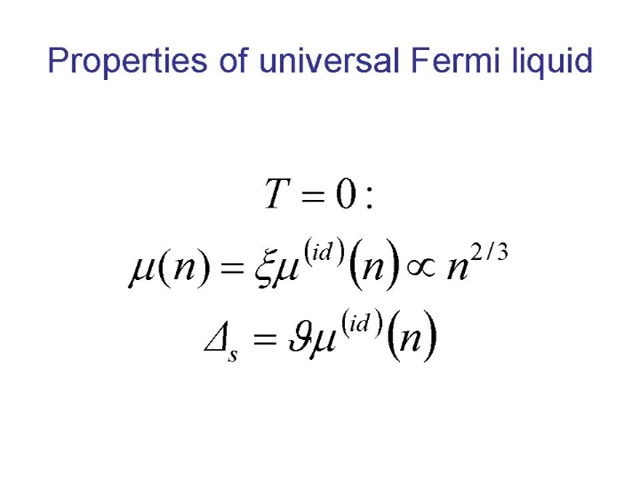 Properties of universal Fermi liquid
T = 0 :
μ(n) = ξμ^(id)(n) ∝ n^2/3
Δ_s = ϑμ^(id)(n)